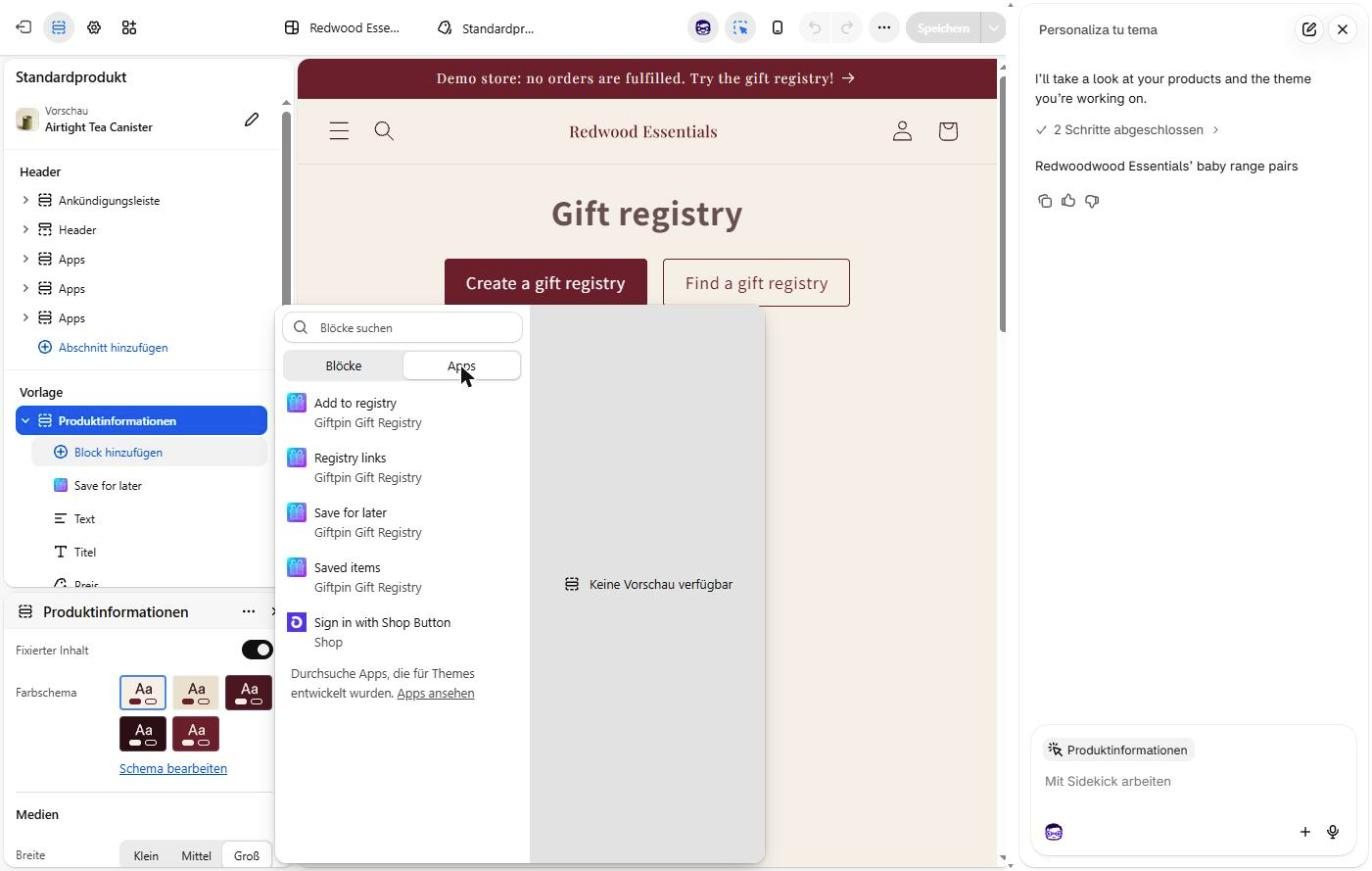 Redwood Esse...
Standardpr...
Speichern
Standardprodukt
Vorschau
Airtight Tea Canister
Header
Ankündigungsleiste
Header
Apps
Apps
Apps
Abschnitt hinzufügen
Vorlage
Produktinformationen
Block hinzufügen
Save for later
Text
Titel
Preis
Produktinformationen
Fixierter Inhalt
Farbschema
Aa Aa Aa
Aa Aa
Schema bearbeiten
Medien
Breite
Klein Mittel Groß
Demo store: no orders are fulfilled. Try the gift registry! →
Redwood Essentials
Gift registry
Create a gift registry
Find a gift registry
Blöcke suchen
Blöcke
Apps
Add to registry
Giftpin Gift Registry
Registry links
Giftpin Gift Registry
Save for later
Giftpin Gift Registry
Saved items
Giftpin Gift Registry
Sign in with Shop Button
Shop
Durchsuche Apps, die für Themes
entwickelt wurden. Apps ansehen
Keine Vorschau verfügbar
Personaliza tu tema
I’ll take a look at your products and the theme
you’re working on.
2 Schritte abgeschlossen
Redwoodwood Essentials’ baby range pairs
Produktinformationen
Mit Sidekick arbeiten